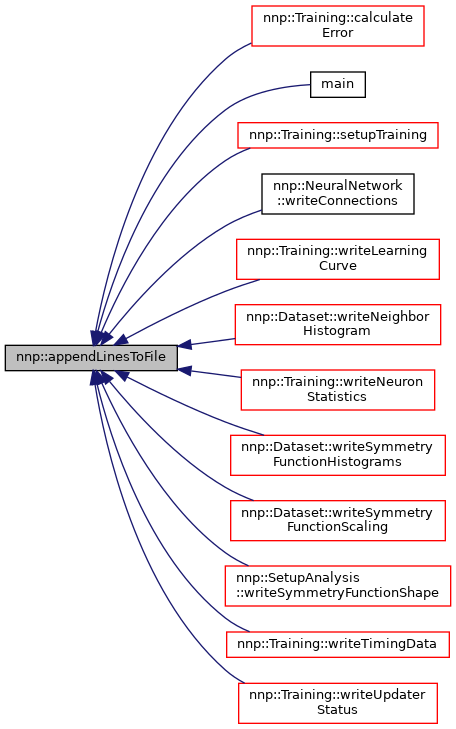 nnp::Training::calculate
Error
main
nnp::Training::setupTraining
nnp::NeuralNetwork
::writeConnections
nnp::Training::writeLearning
Curve
nnp::Dataset::writeNeighbor
Histogram
nnp::appendLinesToFile
nnp::Training::writeNeuron
Statistics
nnp::Dataset::writeSymmetry
FunctionHistograms
nnp::Dataset::writeSymmetry
FunctionScaling
nnp::SetupAnalysis
::writeSymmetryFunctionShape
nnp::Training::writeTimingData
nnp::Training::writeUpdater
Status